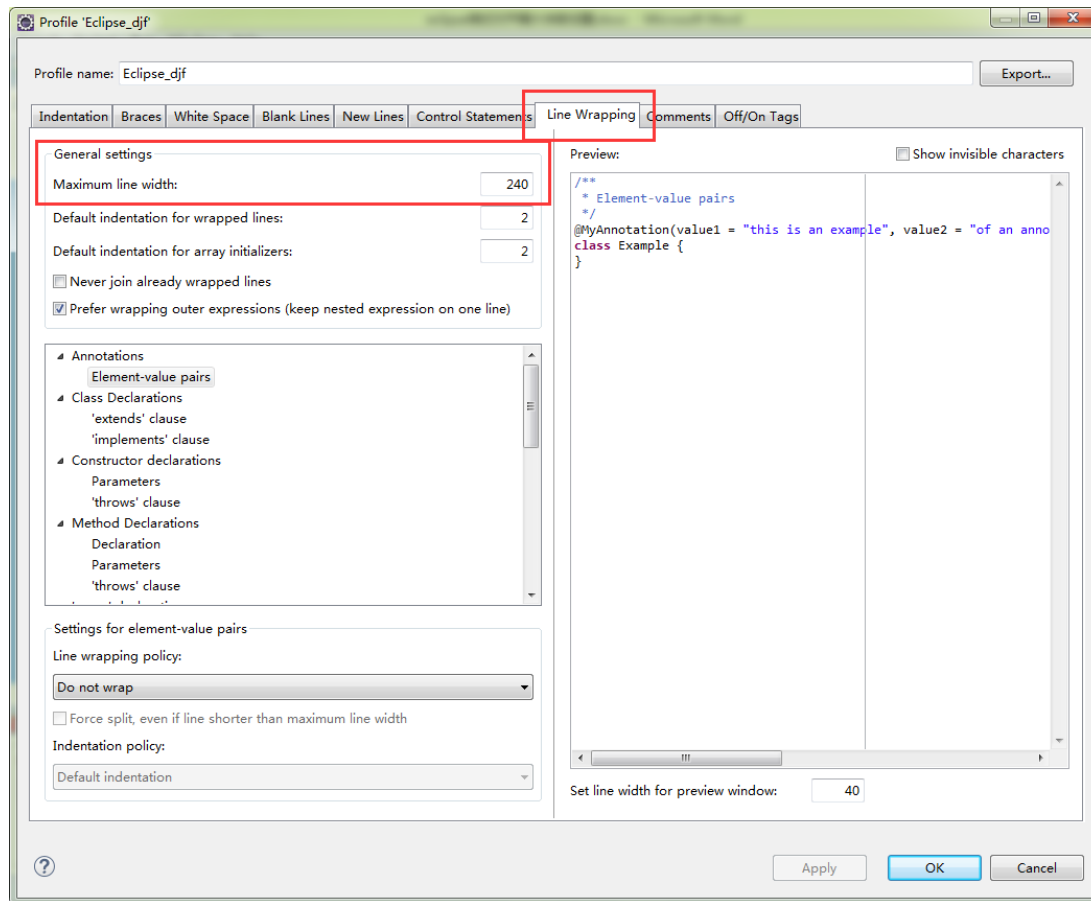 Profile 'Eclipse_djf'
Profile name: Eclipse_djf Export...
Indentation Braces White Space Blank Lines New Lines Control Statements Line Wrapping Comments Off/On Tags
General settings
Maximum line width: 240
Default indentation for wrapped lines: 2
Default indentation for array initializers: 2
Never join already wrapped lines
Prefer wrapping outer expressions (keep nested expression on one line)
Annotations
Element-value pairs
Class Declarations
'extends' clause
'implements' clause
Constructor declarations
Parameters
'throws' clause
Method Declarations
Declaration
Parameters
'throws' clause
Settings for element-value pairs
Line wrapping policy:
Do not wrap
Force split, even if line shorter than maximum line width
Indentation policy:
Default indentation
Preview: Show invisible characters
/**
* Element-value pairs
*/
@MyAnnotation(value1 = "this is an example", value2 = "of an anno
class Example {
}
Set line width for preview window: 40
Apply OK Cancel